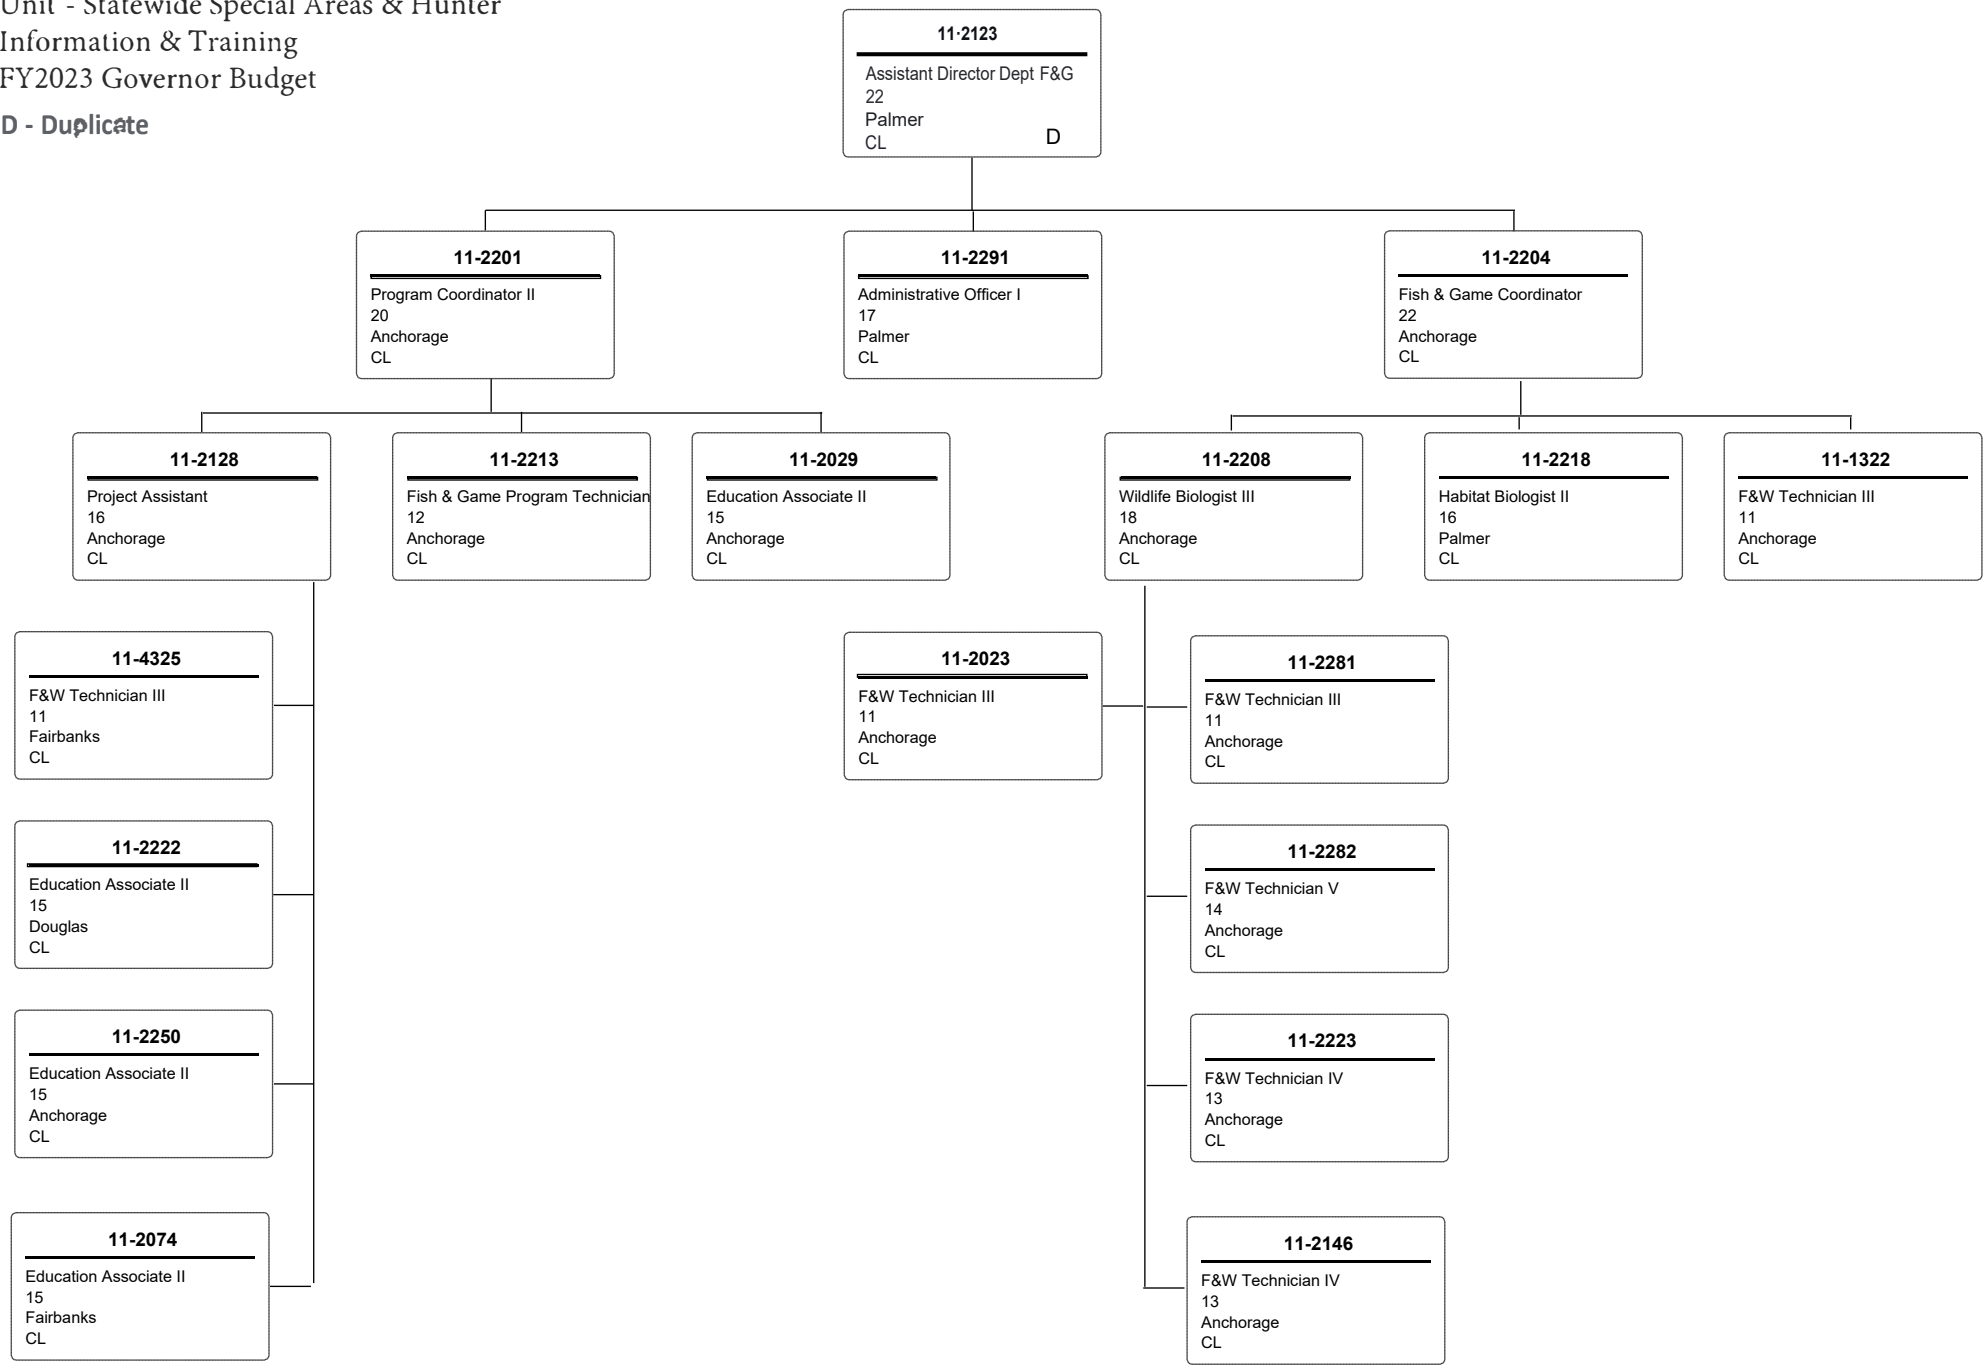 Unit - Statewide Special Areas & Hunter
Information & Training
FY2023 Governor Budget
D - Duplicate
11·2123
Assistant Director Dept F&G
22
Palmer
CL
D
11-2201
Program Coordinator II
20
Anchorage
CL
11-2291
Administrative Officer I
17
Palmer
CL
11-2204
Fish & Game Coordinator
22
Anchorage
CL
11-2128
Project Assistant
16
Anchorage
CL
11-2213
Fish & Game Program Technician
12
Anchorage
CL
11-2029
Education Associate II
15
Anchorage
CL
11-2208
Wildlife Biologist III
18
Anchorage
CL
11-2218
Habitat Biologist II
16
Palmer
CL
11-1322
F&W Technician III
11
Anchorage
CL
11-4325
F&W Technician III
11
Fairbanks
CL
11-2023
F&W Technician III
11
Anchorage
CL
11-2281
F&W Technician III
11
Anchorage
CL
11-2222
Education Associate II
15
Douglas
CL
11-2282
F&W Technician V
14
Anchorage
CL
11-2250
Education Associate II
15
Anchorage
CL
11-2223
F&W Technician IV
13
Anchorage
CL
11-2074
Education Associate II
15
Fairbanks
CL
11-2146
F&W Technician IV
13
Anchorage
CL